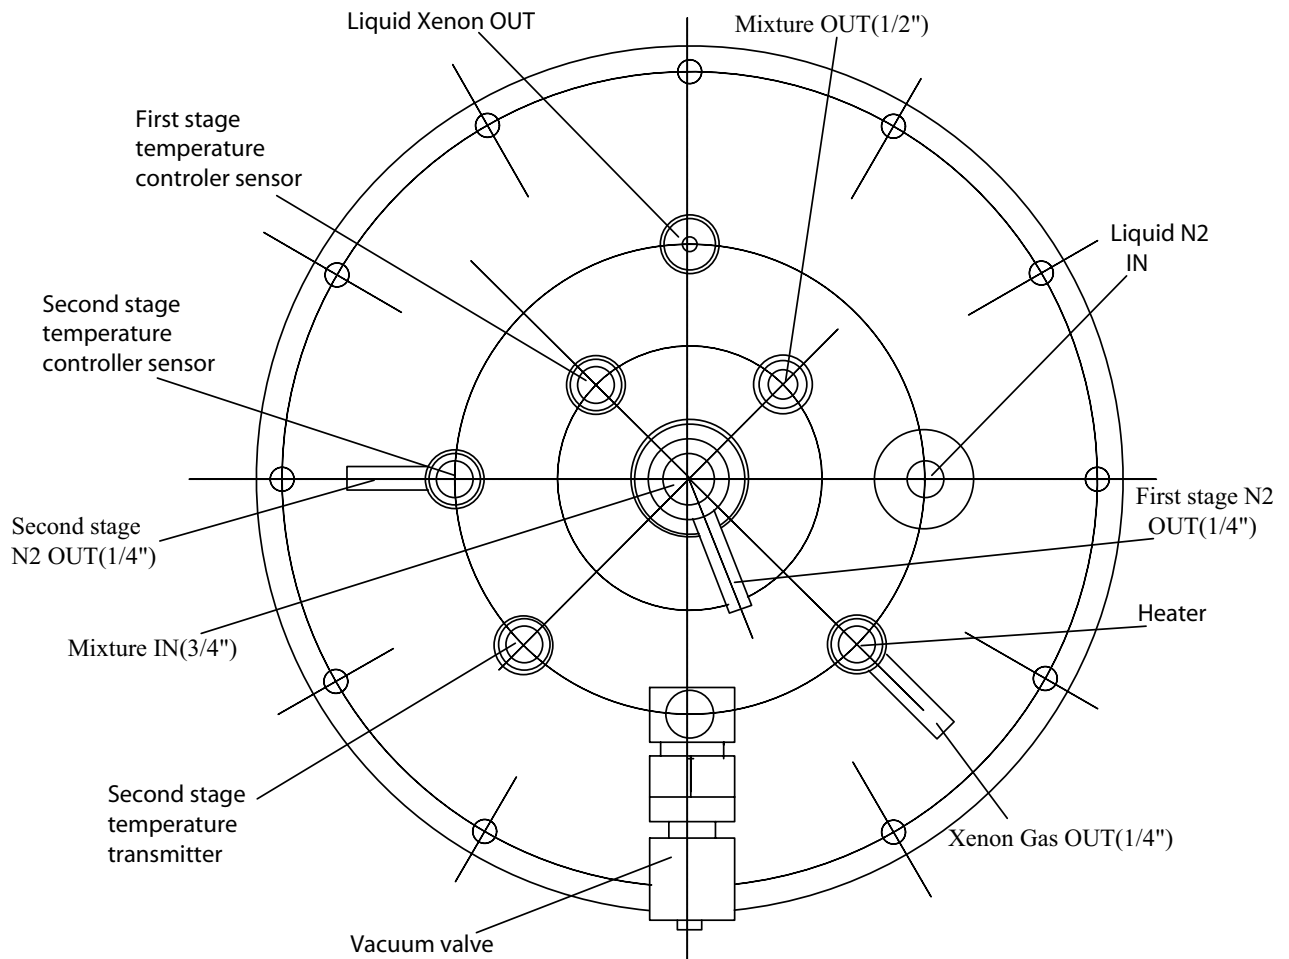 Liquid Xenon OUT
Mixture OUT(1/2")
First stage
temperature
controler sensor
Liquid N2
IN
Second stage
temperature
controller sensor
First stage N2
OUT(1/4")
Second stage
N2 OUT(1/4")
Heater
Mixture IN(3/4")
Second stage
temperature
transmitter
Xenon Gas OUT(1/4")
Vacuum valve